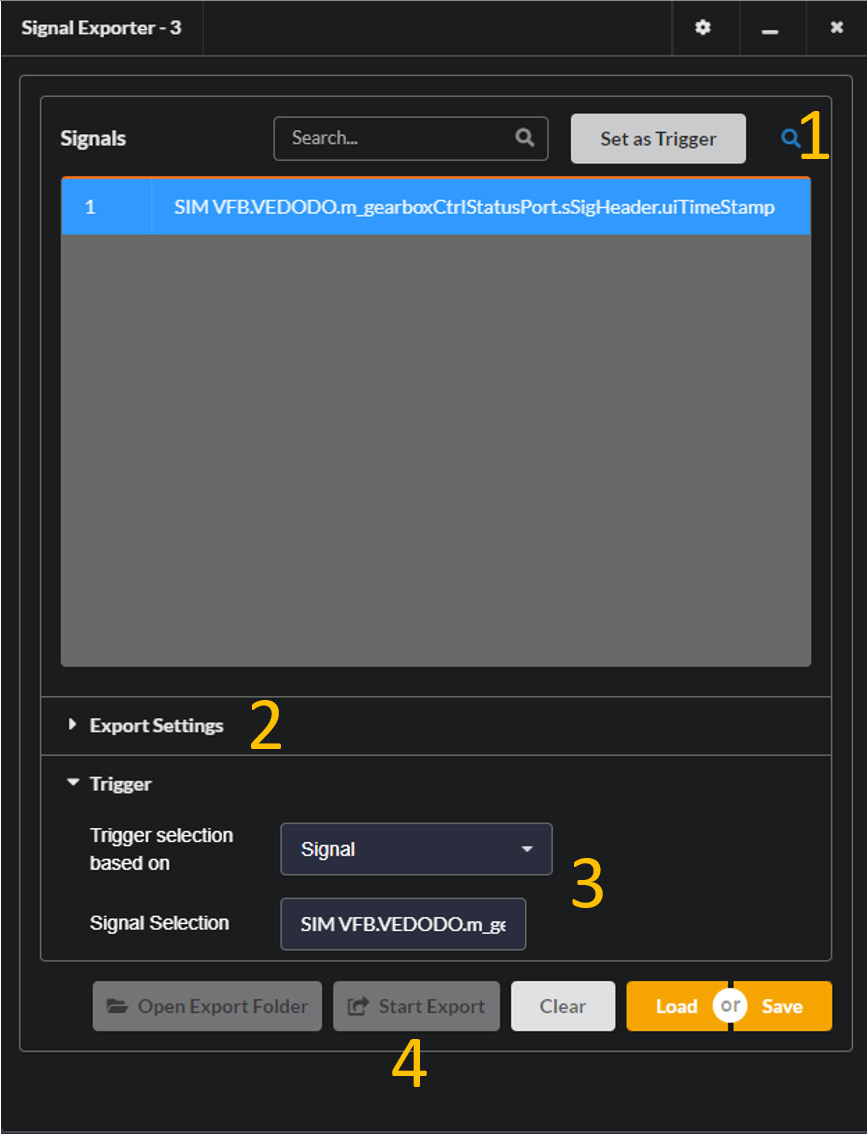 Signal Exporter - 3
Signals
Search...
Set as Trigger
1
1 SIM VFB.VEDODO.m_gearboxCtrlStatusPort.sSigHeader.uiTimeStamp
Export Settings
2
Trigger
Trigger selection
based on
Signal
3
Signal Selection
SIM VFB.VEDODO.m_ge
Open Export Folder
Start Export
Clear
Load
or
Save
4